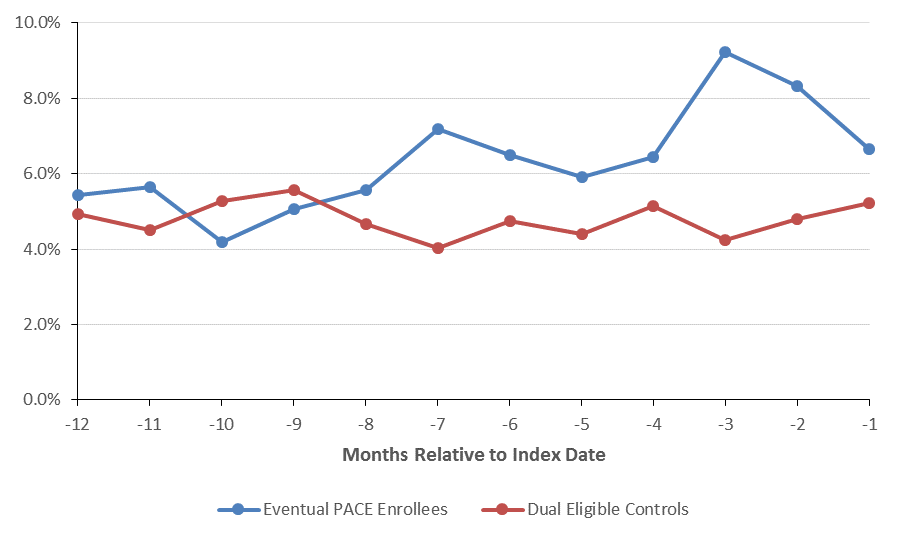 10.0%
8.0%
6.0%
4.0%
2.0%
0.0%
-12 -11 -10 -9 -8 -7 -6 -5 -4 -3 -2 -1
Months Relative to Index Date
Eventual PACE Enrollees Dual Eligible Controls